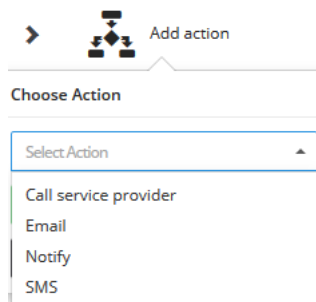 Add action
Choose Action
Select Action
Call service provider
Email
Notify
SMS